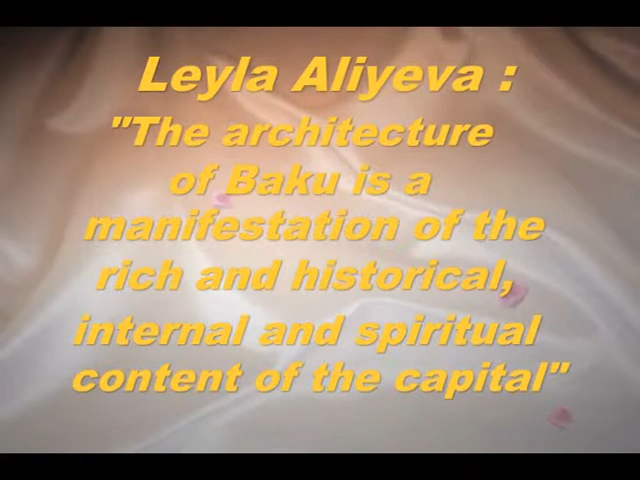 Leyla Aliyeva :
"The architecture
of Baku is a
manifestation of the
rich and historical,
internal and spiritual
content of the capital"